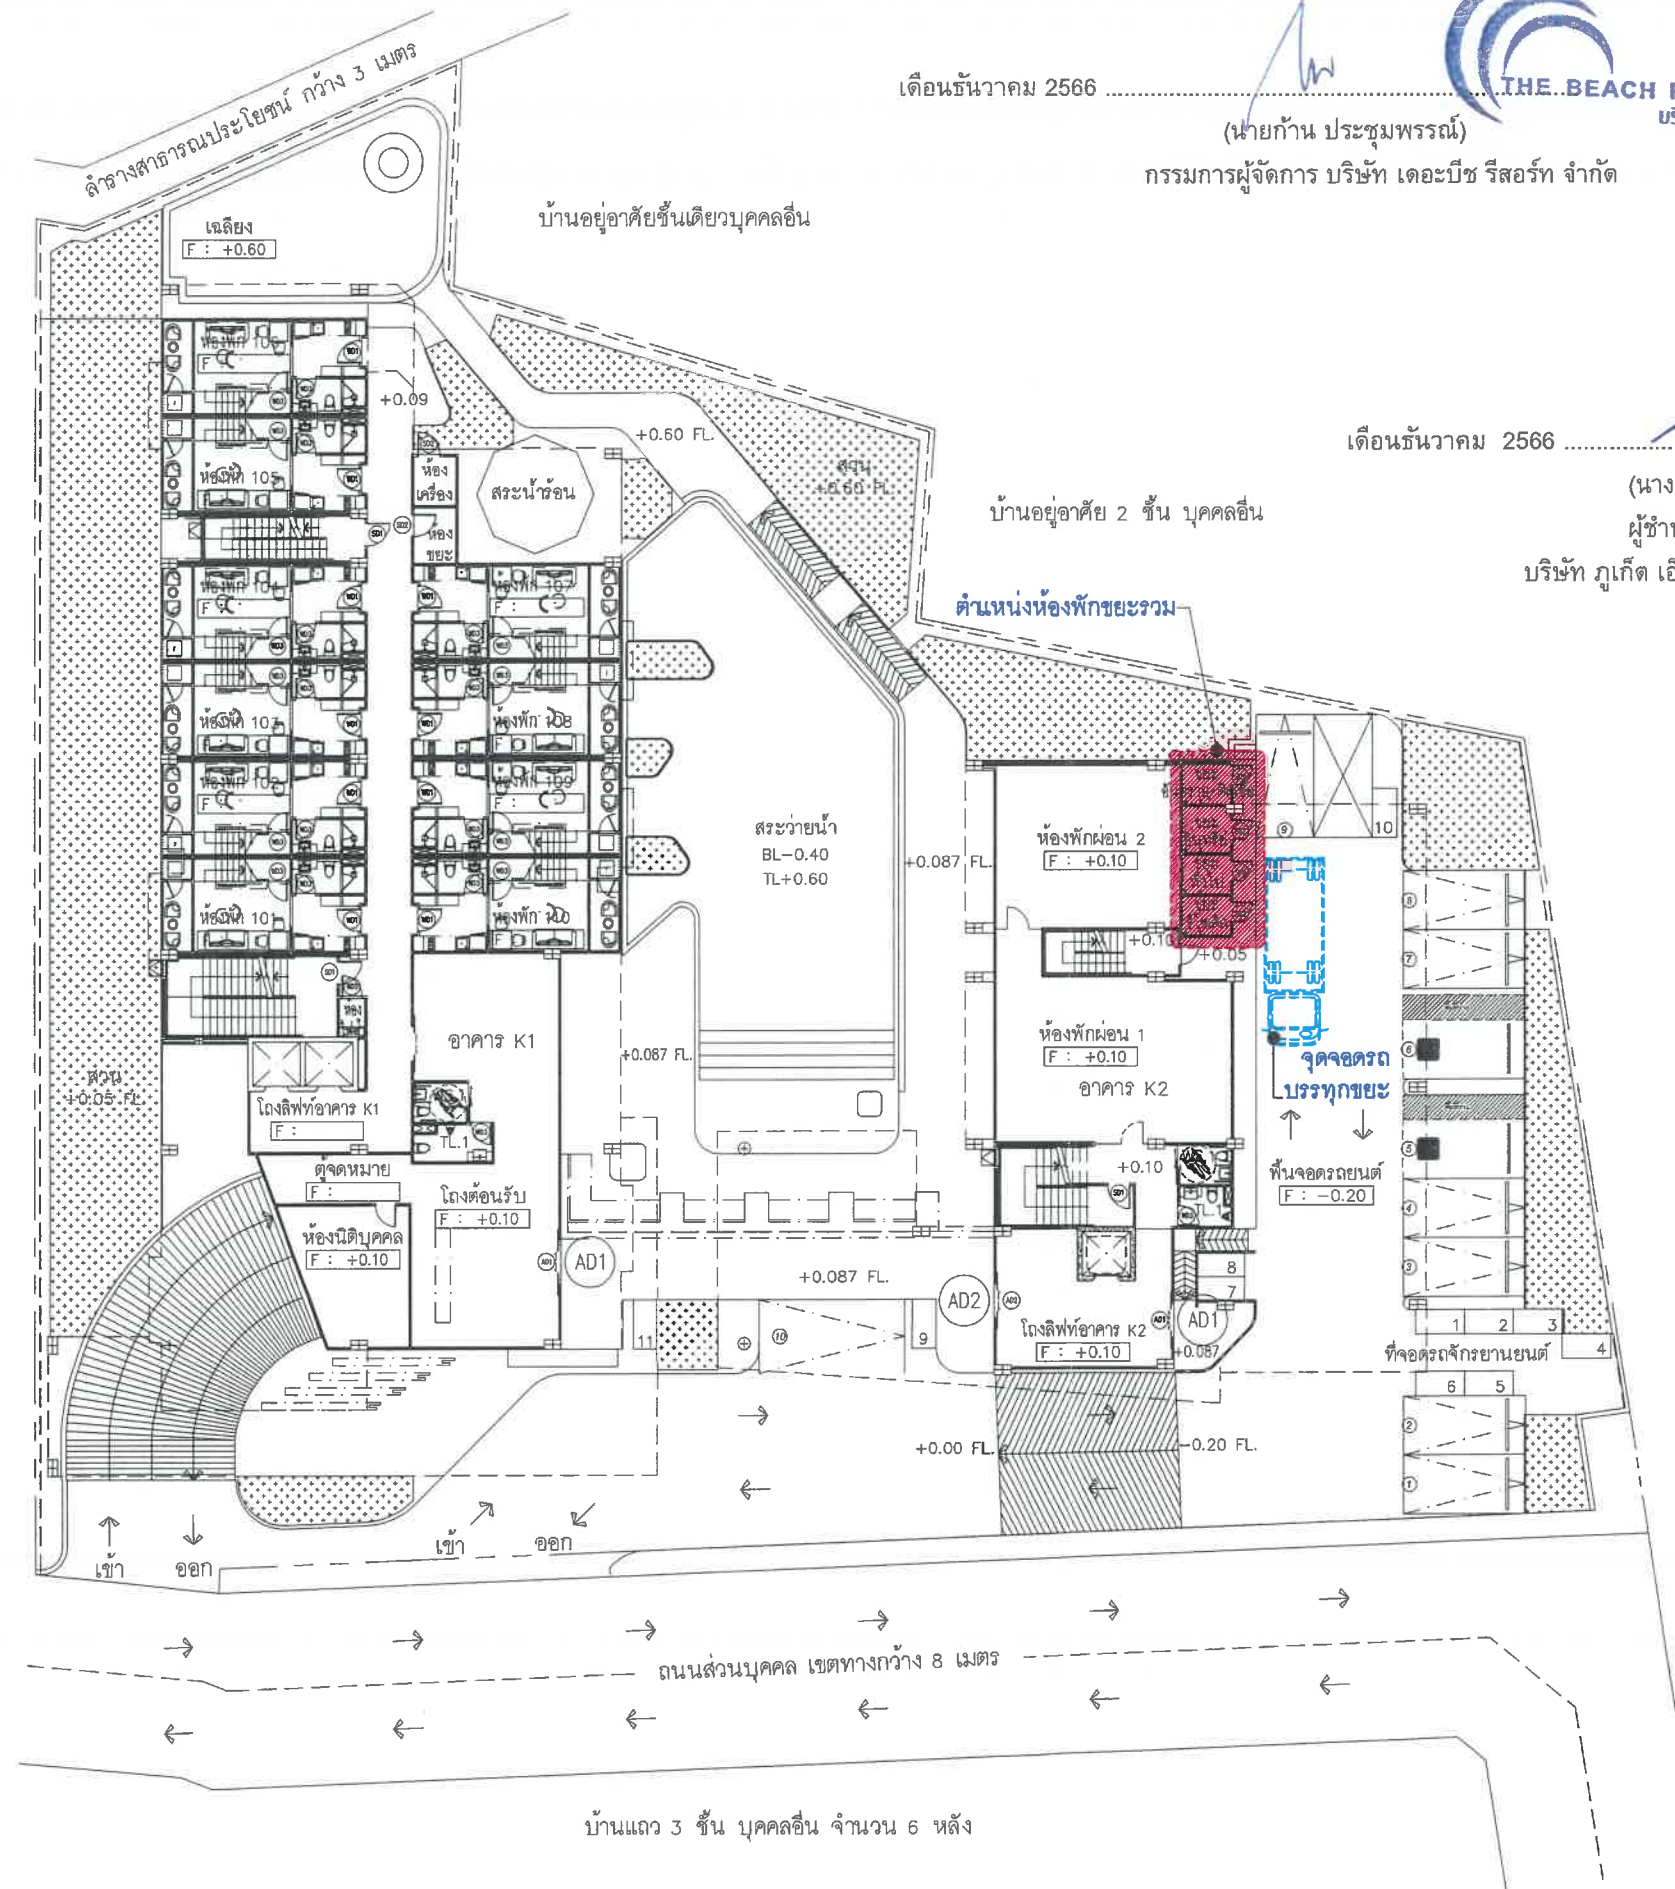 ลำรางสาธารณประโยชน์ กว้าง 3 เมตร
เดือนธันวาคม 2566
THE BEACH
(นายก้าน ประชุมพรรณ์)
กรรมการผู้จัดการ บริษัท เดอะบีช รีสอร์ท จำกัด
เฉลียง
F : +0.60
บ้านอยู่อาศัยชั้นเดียวบุคคลอื่น
ห้องพัก 106
F :
+0.09
+0.60 FL.
เดือนธันวาคม 2566
(นาง
บริษัท ภูเก็ต
ห้องพัก 105
ห้อง
เครื่อง
สระน้ำร้อน
สวน
+0.60 FL.
บ้านอยู่อาศัย 2 ชั้น บุคคลอื่น
ห้อง
ขยะ
ห้องพัก 104
F :
ห้องพัก 107
F :
ตำแหน่งห้องพักขยะรวม
ห้องพัก 103
ห้องพัก 108
ห้องพัก 102
F :
ห้องพัก 109
F :
สระว่ายน้ำ
BL-0.40
TL+0.60
+0.087 FL.
ห้องพักผ่อน 2
F : +0.10
9
10
ห้องพัก 101
ห้องพัก 110
+0.10
+0.05
8
7
อาคาร K1
+0.087 FL.
ห้องพักผ่อน 1
F : +0.10
อาคาร K2
จุดจอดรถ
บรรทุกขยะ
6
สวน
+0.05 FL.
โถงลิฟท์อาคาร K1
F :
TL.1
5
ตู้จดหมาย
F :
โถงต้อนรับ
F : +0.10
+0.10
พื้นจอดรถยนต์
F : -0.20
4
ห้องนิติบุคคล
F : +0.10
AD1
+0.087 FL.
AD2
8
7
3
AD1
โถงลิฟท์อาคาร K2
F : +0.10
+0.087
11
10
9
1 2 3
4
ที่จอดรถจักรยานยนต์
6 5
2
+0.00 FL.
-0.20 FL.
1
เข้า
ออก
เข้า
ออก
ถนนส่วนบุคคล เขตทางกว้าง 8 เมตร
บ้านแถว 3 ชั้น บุคคลอื่น จำนวน 6 หลัง